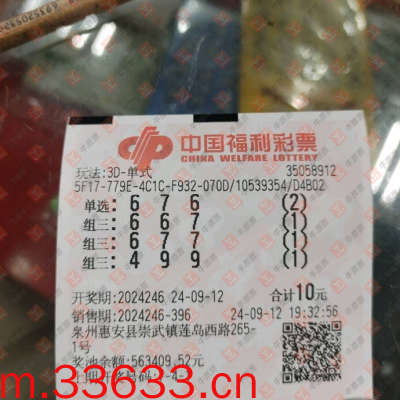 中国福利彩票
CHINA WELFARE LOTTERY
玩法:3D-单式 35058912
5F17-779E-4C1C-F932-070D/10539354/D4B02
单选: 6 7 6 (2)
组三: 6 6 7 (1)
组三: 6 7 7 (1)
组三: 4 9 9 (1)
开奖期:2024246 24-09-12 合计10元
销售期:2024246-396 24-09-12 19:32:56
泉州惠安县崇武镇莲岛西路265-
1号
奖池余额:563409.52元
m.33633.cn